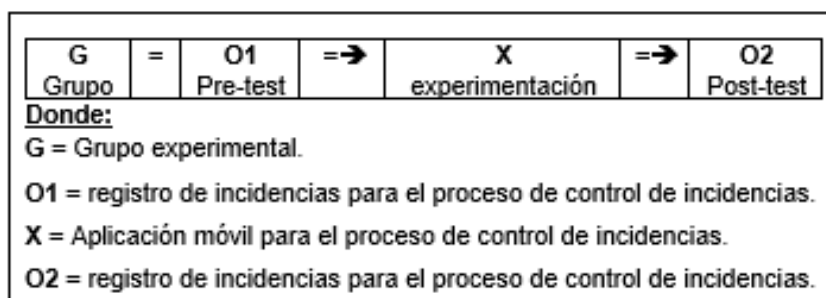 G = O1 =➔ X =➔ O2
Grupo Pre-test experimentación Post-test
Donde:
G = Grupo experimental.
O1 = registro de incidencias para el proceso de control de incidencias.
X = Aplicación móvil para el proceso de control de incidencias.
O2 = registro de incidencias para el proceso de control de incidencias.